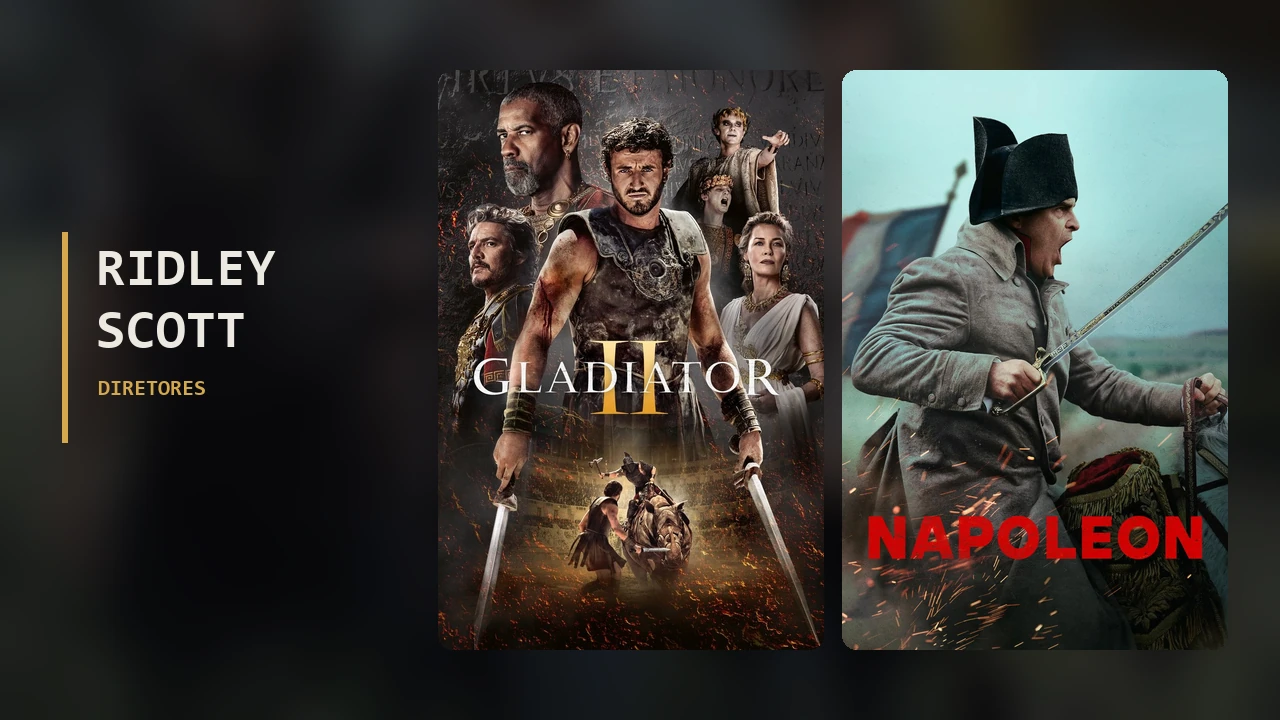 RIDLEY
SCOTT
DIRETORES
GLADIATOR
II
NAPOLEON